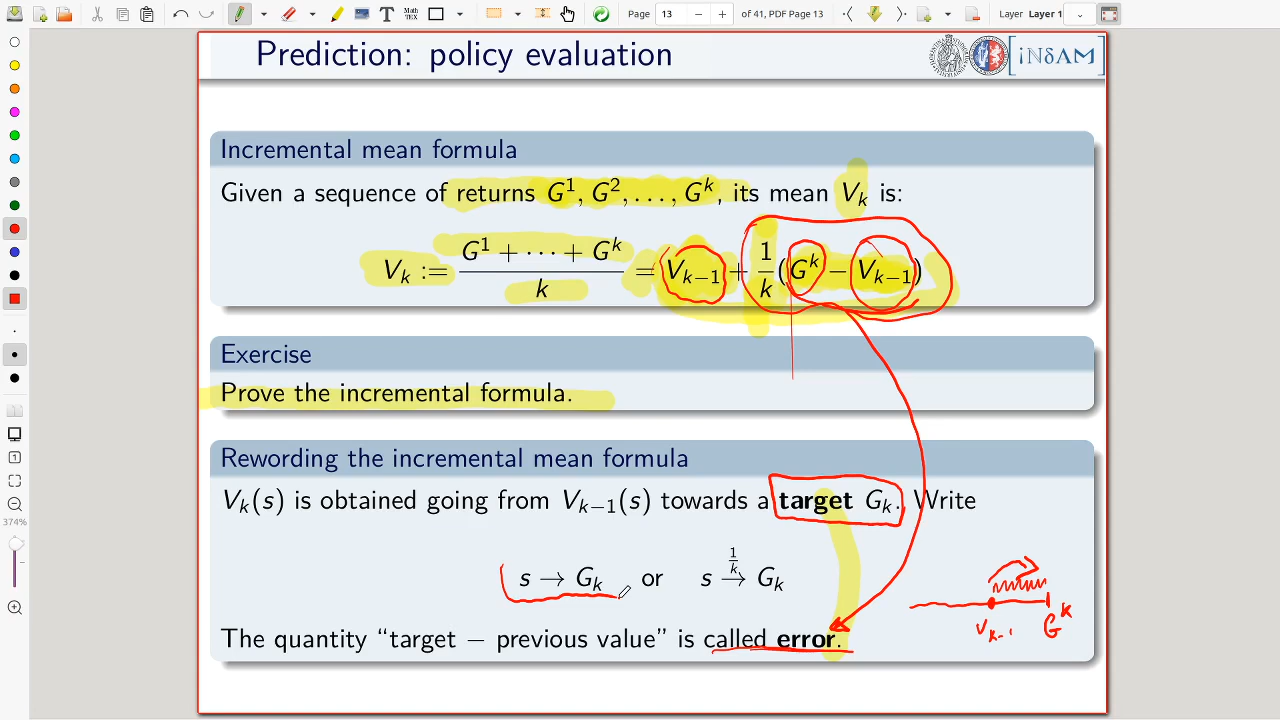 Page 13 of 4. PDF Page 13 Layer Layer 1
T Math TEX
Prediction: policy evaluation
iNδAM
Incremental mean formula
Given a sequence of returns G¹, G², . . . , Gᵏ, its mean Vₖ is:
Vₖ := (G¹ + ··· + Gᵏ)/k = Vₖ₋₁ + 1/k (Gᵏ − Vₖ₋₁)
Exercise
Prove the incremental formula.
Rewording the incremental mean formula
Vₖ(s) is obtained going from Vₖ₋₁(s) towards a target Gₖ. Write
s → Gₖ or s →^(1/k) Gₖ
Vₖ₋₁ Gᵏ
The quantity “target − previous value” is called error.
374%